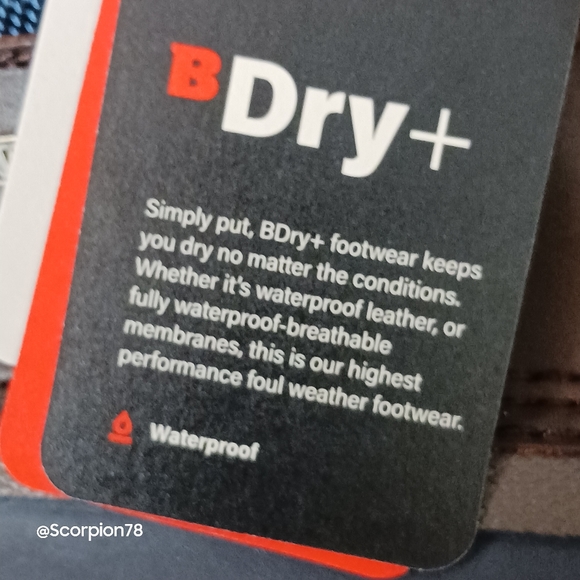 BDry+
Simply put, BDry+ footwear keeps
you dry no matter the conditions.
Whether it's waterproof leather, or
fully waterproof-breathable
membranes, this is our highest
performance foul weather footwear.
Waterproof
@Scorpion78